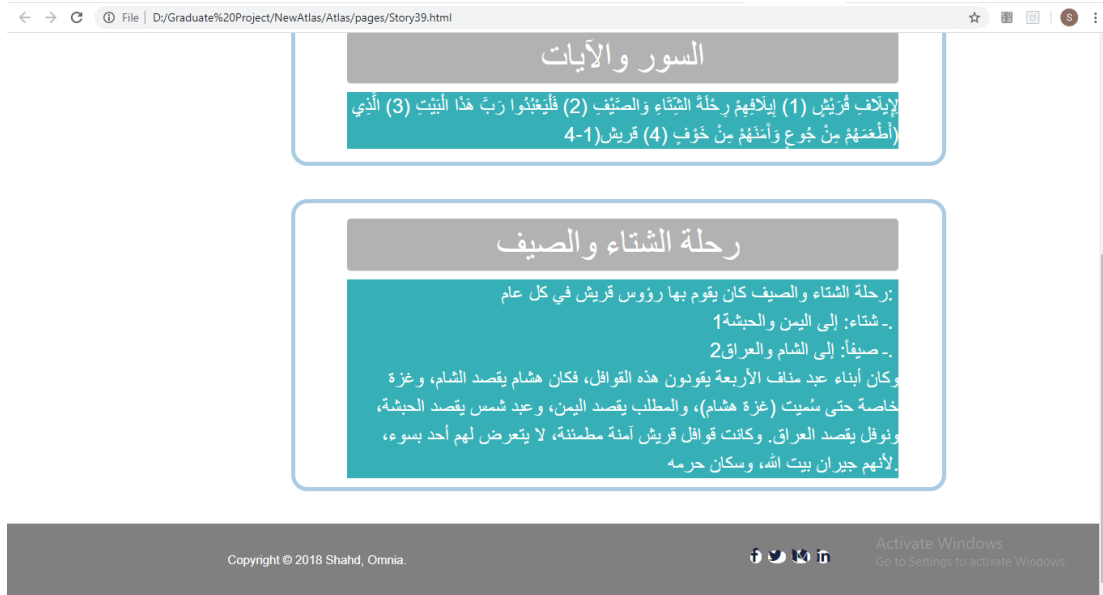 File | D:/Graduate%20Project/NewAtlas/Atlas/pages/Story39.html
S
السور والآيات
لِإِيلَافِ قُرَيْشٍ (1) إِيلَافِهِمْ رِحْلَةَ الشِّتَاءِ وَالصَّيْفِ (2) فَلْيَعْبُدُوا رَبَّ هَذَا الْبَيْتِ (3) الَّذِي
(أَطْعَمَهُمْ مِنْ جُوعٍ وَآمَنَهُمْ مِنْ خَوْفٍ (4) قريش(1-4
رحلة الشتاء والصيف
:رحلة الشتاء والصيف كان يقوم بها رؤوس قريش في كل عام
.ـ شتاء: إلى اليمن والحبشة1
.ـ صيفاً: إلى الشام والعراق2
وكان أبناء عبد مناف الأربعة يقودون هذه القوافل، فكان هشام يقصد الشام، وغزة
خاصة حتى سُميت (غزة هشام)، والمطلب يقصد اليمن، وعبد شمس يقصد الحبشة،
ونوفل يقصد العراق. وكانت قوافل قريش آمنة مطمئنة، لا يتعرض لهم أحد بسوء،
.لأنهم جيران بيت الله، وسكان حرمه
Copyright © 2018 Shahd, Omnia.
Activate Windows
Go to Settings to activate Windows.